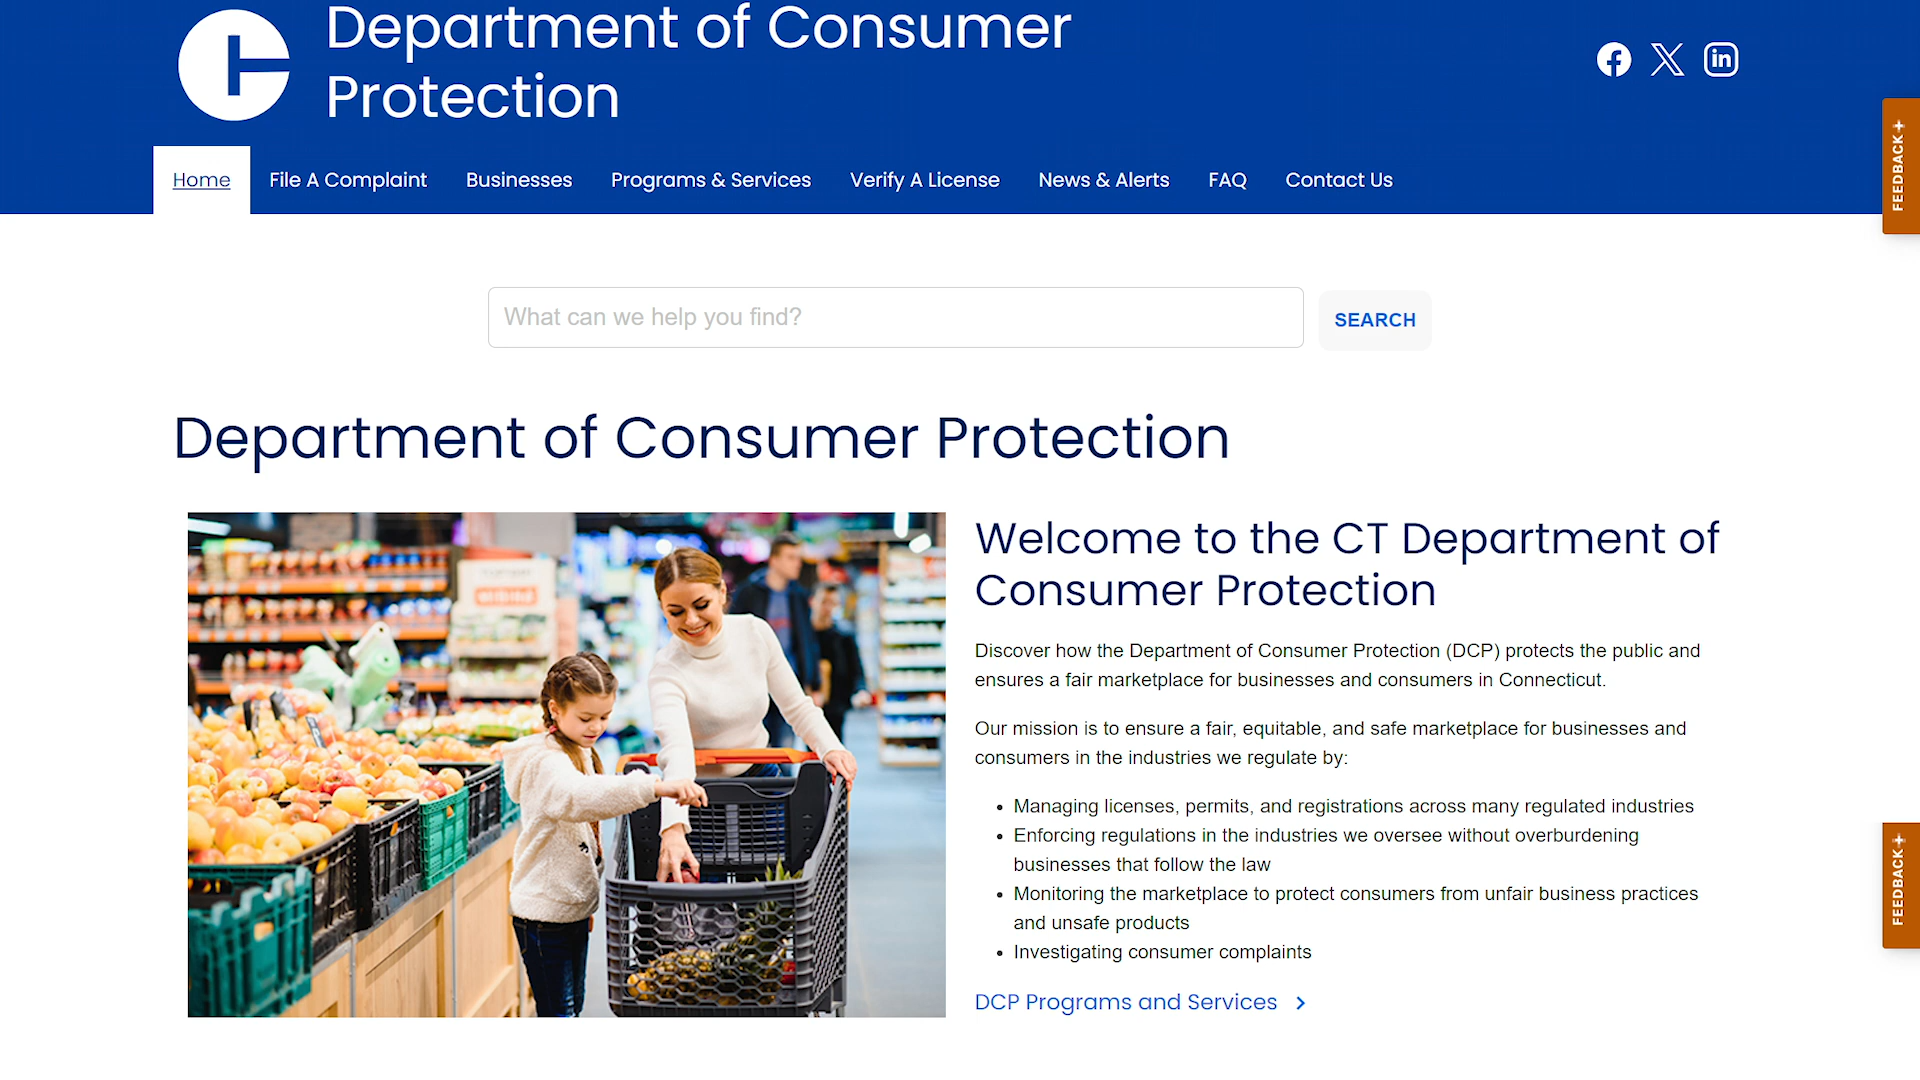 Department of Consumer
Protection
Home
File A Complaint
Businesses
Programs & Services
Verify A License
News & Alerts
FAQ
Contact Us
FEEDBACK
What can we help you find?
SEARCH
Department of Consumer Protection
Welcome to the CT Department of
Consumer Protection
Discover how the Department of Consumer Protection (DCP) protects the public and
ensures a fair marketplace for businesses and consumers in Connecticut.
Our mission is to ensure a fair, equitable, and safe marketplace for businesses and
consumers in the industries we regulate by:
• Managing licenses, permits, and registrations across many regulated industries
• Enforcing regulations in the industries we oversee without overburdening
businesses that follow the law
• Monitoring the marketplace to protect consumers from unfair business practices
and unsafe products
• Investigating consumer complaints
DCP Programs and Services
FEEDBACK